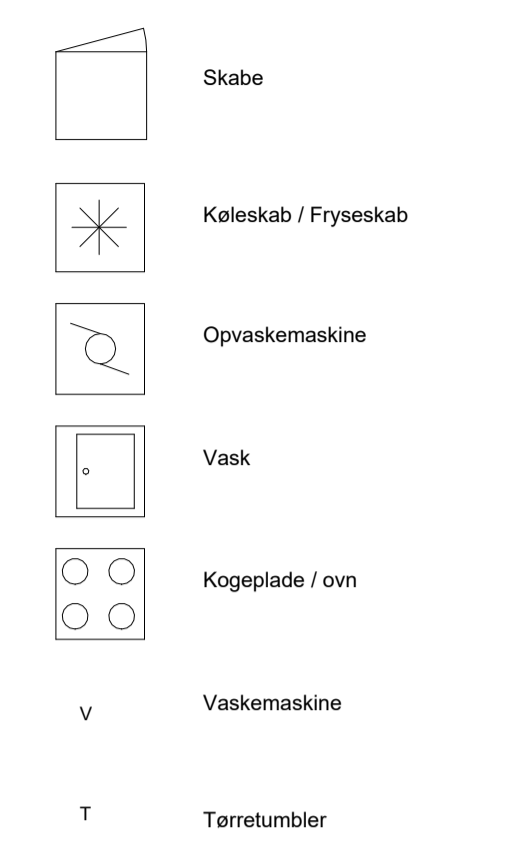 Skabe
Køleskab / Fryseskab
Opvaskemaskine
Vask
Kogeplade / ovn
V
Vaskemaskine
T
Tørretumbler